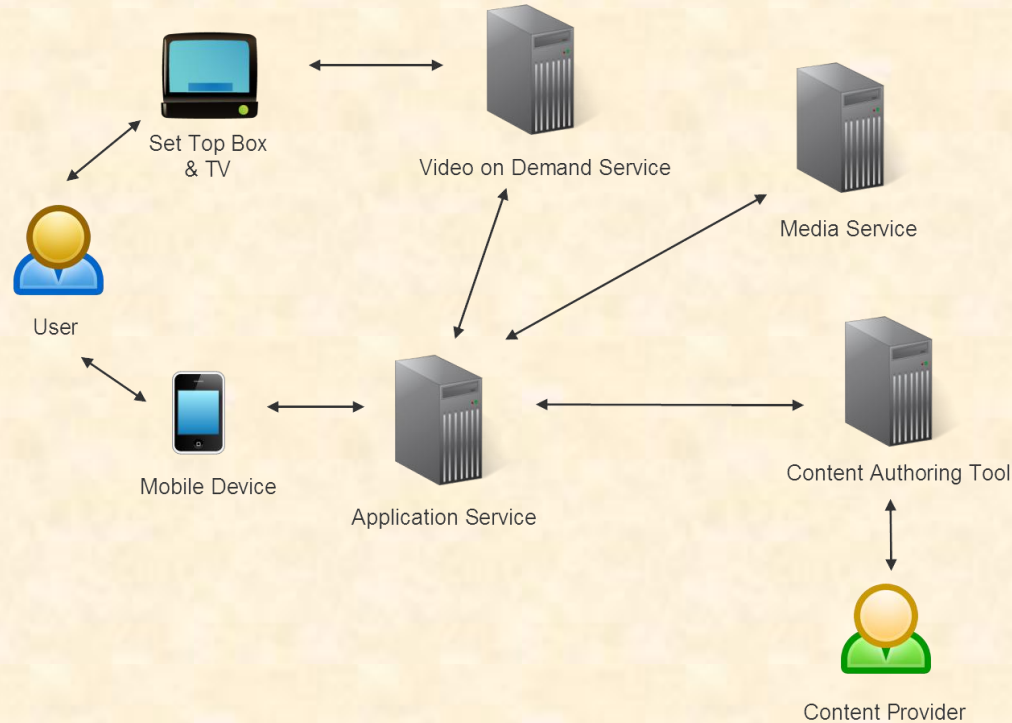 Set Top Box
& TV
Video on Demand Service
Media Service
User
Mobile Device
Application Service
Content Authoring Tool
Content Provider